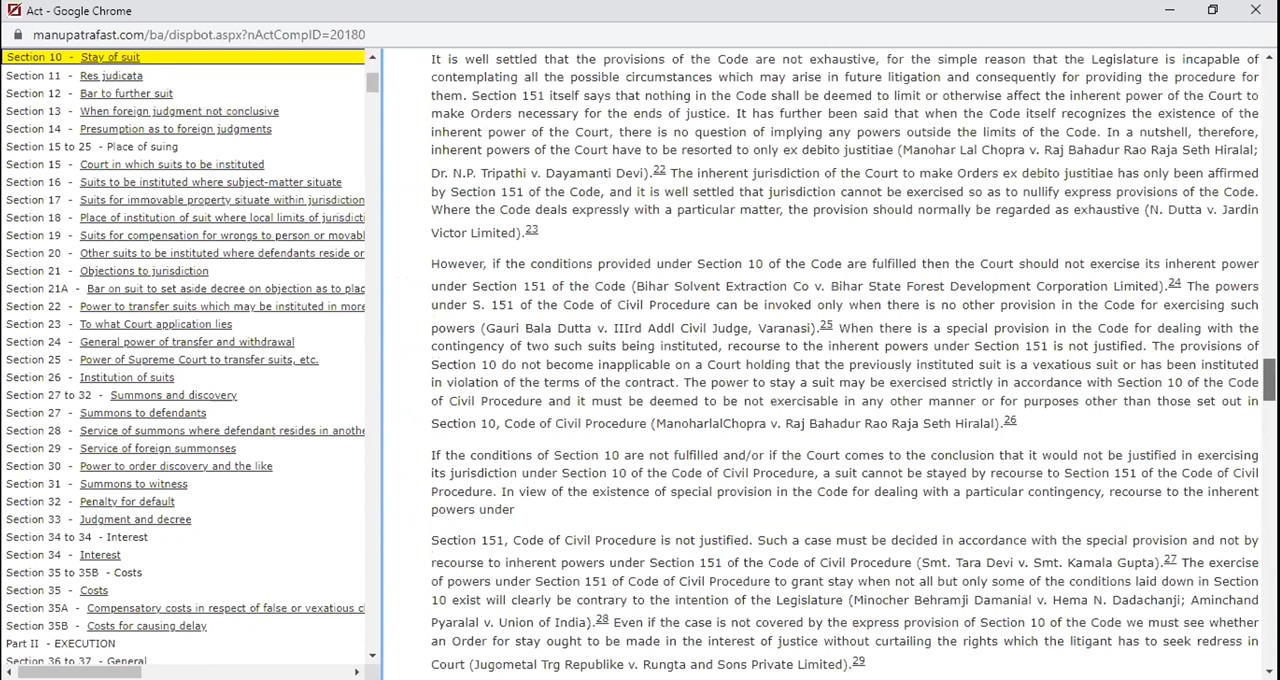 Act - Google Chrome
manupatrafast.com/ba/dispbot.aspx?nActCompID=20180
Section 10 - Stay of suit
Section 11 - Res judicata
Section 12 - Bar to further suit
Section 13 - When foreign judgment not conclusive
Section 14 - Presumption as to foreign judgments
Section 15 to 25 - Place of suing
Section 15 - Court in which suits to be instituted
Section 16 - Suits to be instituted where subject-matter situate
Section 17 - Suits for immovable property situate within jurisdiction
Section 18 - Place of institution of suit where local limits of jurisdicti
Section 19 - Suits for compensation for wrongs to person or movabl
Section 20 - Other suits to be instituted where defendants reside or
Section 21 - Objections to jurisdiction
Section 21A - Bar on suit to set aside decree on objection as to plac
Section 22 - Power to transfer suits which may be instituted in more
Section 23 - To what Court application lies
Section 24 - General power of transfer and withdrawal
Section 25 - Power of Supreme Court to transfer suits, etc.
Section 26 - Institution of suits
Section 27 to 32 - Summons and discovery
Section 27 - Summons to defendants
Section 28 - Service of summons where defendant resides in anothe
Section 29 - Service of foreign summonses
Section 30 - Power to order discovery and the like
Section 31 - Summons to witness
Section 32 - Penalty for default
Section 33 - Judgment and decree
Section 34 to 34 - Interest
Section 34 - Interest
Section 35 to 35B - Costs
Section 35 - Costs
Section 35A - Compensatory costs in respect of false or vexatious cl
Section 35B - Costs for causing delay
Part II - EXECUTION
Section 36 to 37 - General
It is well settled that the provisions of the Code are not exhaustive, for the simple reason that the Legislature is incapable of
contemplating all the possible circumstances which may arise in future litigation and consequently for providing the procedure for
them. Section 151 itself says that nothing in the Code shall be deemed to limit or otherwise affect the inherent power of the Court to
make Orders necessary for the ends of justice. It has further been said that when the Code itself recognizes the existence of the
inherent power of the Court, there is no question of implying any powers outside the limits of the Code. In a nutshell, therefore,
inherent powers of the Court have to be resorted to only ex debito justitiae (Manohar Lal Chopra v. Raj Bahadur Rao Raja Seth Hiralal;
Dr. N.P. Tripathi v. Dayamanti Devi).22 The inherent jurisdiction of the Court to make Orders ex debito justitiae has only been affirmed
by Section 151 of the Code, and it is well settled that jurisdiction cannot be exercised so as to nullify express provisions of the Code.
Where the Code deals expressly with a particular matter, the provision should normally be regarded as exhaustive (N. Dutta v. Jardin
Victor Limited).23
However, if the conditions provided under Section 10 of the Code are fulfilled then the Court should not exercise its inherent power
under Section 151 of the Code (Bihar Solvent Extraction Co v. Bihar State Forest Development Corporation Limited).24 The powers
under S. 151 of the Code of Civil Procedure can be invoked only when there is no other provision in the Code for exercising such
powers (Gauri Bala Dutta v. IIIrd Addl Civil Judge, Varanasi).25 When there is a special provision in the Code for dealing with the
contingency of two such suits being instituted, recourse to the inherent powers under Section 151 is not justified. The provisions of
Section 10 do not become inapplicable on a Court holding that the previously instituted suit is a vexatious suit or has been instituted
in violation of the terms of the contract. The power to stay a suit may be exercised strictly in accordance with Section 10 of the Code
of Civil Procedure and it must be deemed to be not exercisable in any other manner or for purposes other than those set out in
Section 10, Code of Civil Procedure (ManoharlalChopra v. Raj Bahadur Rao Raja Seth Hiralal).26
If the conditions of Section 10 are not fulfilled and/or if the Court comes to the conclusion that it would not be justified in exercising
its jurisdiction under Section 10 of the Code of Civil Procedure, a suit cannot be stayed by recourse to Section 151 of the Code of Civil
Procedure. In view of the existence of special provision in the Code for dealing with a particular contingency, recourse to the inherent
powers under
Section 151, Code of Civil Procedure is not justified. Such a case must be decided in accordance with the special provision and not by
recourse to inherent powers under Section 151 of the Code of Civil Procedure (Smt. Tara Devi v. Smt. Kamala Gupta).27 The exercise
of powers under Section 151 of Code of Civil Procedure to grant stay when not all but only some of the conditions laid down in Section
10 exist will clearly be contrary to the intention of the Legislature (Minocher Behramji Damanial v. Hema N. Dadachanji; Aminchand
Pyaralal v. Union of India).28 Even if the case is not covered by the express provision of Section 10 of the Code we must see whether
an Order for stay ought to be made in the interest of justice without curtailing the rights which the litigant has to seek redress in
Court (Jugometal Trg Republike v. Rungta and Sons Private Limited).29